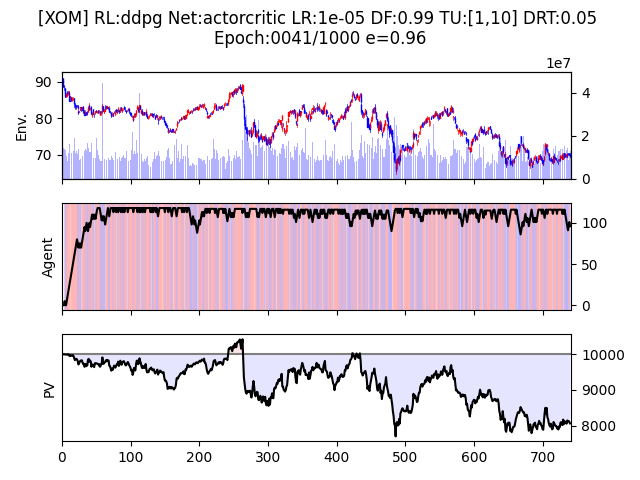 [XOM] RL:ddpg Net:actorcritic LR:1e-05 DF:0.99 TU:[1,10] DRT:0.05
Epoch:0041/1000 e=0.96
1e7
90
80
70
Env.
4
2
0
Agent
100
50
0
PV
10000
9000
8000
0 100 200 300 400 500 600 700